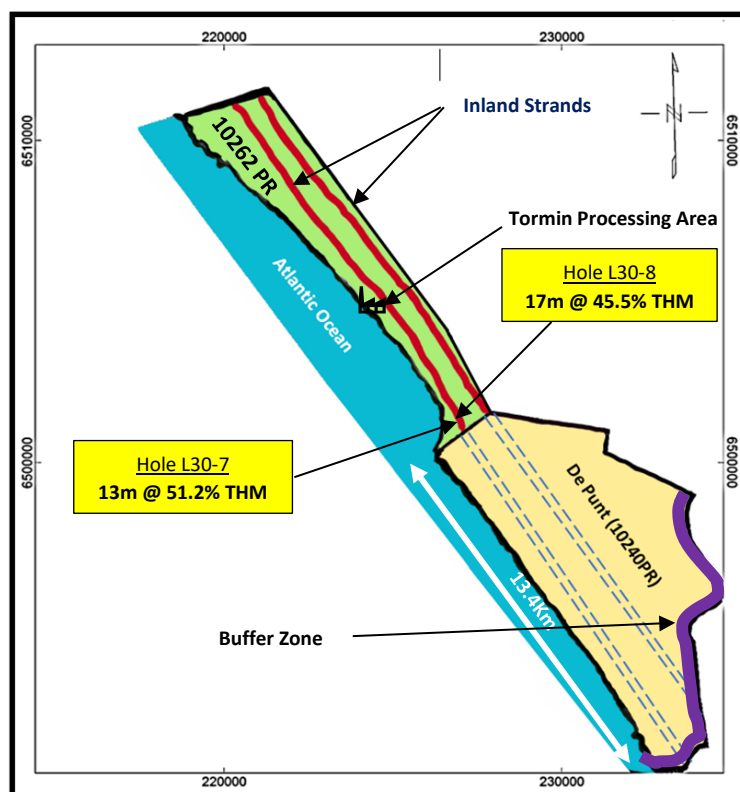 220000
230000
Inland Strands
6510000
6510000
10262 PR
Tormin Processing Area
Hole L30-8
17m @ 45.5% THM
Atlantic Ocean
Hole L30-7
13m @ 51.2% THM
6500000
6500000
De Punt (10240PR)
13.4Km
Buffer Zone
220000
230000